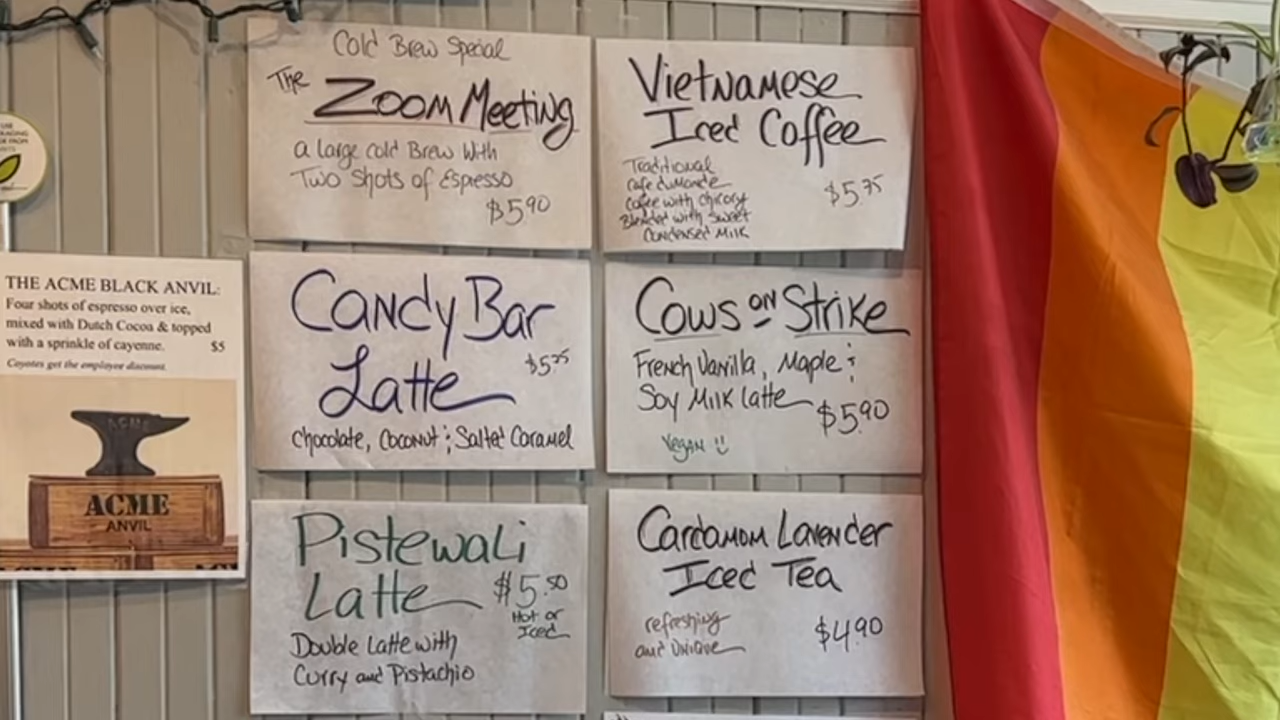 Cold Brew Special
The Zoom Meeting
a large cold Brew With
Two Shots of Espresso
$5.90
Vietnamese
Iced Coffee
Traditional
cafe du Monde
coffee with chicory
Blended with sweet
Condensed Milk
$5.75
THE ACME BLACK ANVIL:
Four shots of espresso over ice,
mixed with Dutch Cocoa & topped
with a sprinkle of cayenne. $5
Coyotes get the employee discount.
ACME
ACME
ANVIL
Candy Bar
Latte
chocolate, Coconut & Salted Caramel
Cows on Strike
French Vanilla, Maple &
Soy Milk latte
$5.90
Vegan
Pistewali
Latte
$5.50
Hot or
Iced
Double Latte with
Curry and Pistachio
Cardamom Lavender
Iced Tea
refreshing
and Unique
$4.90